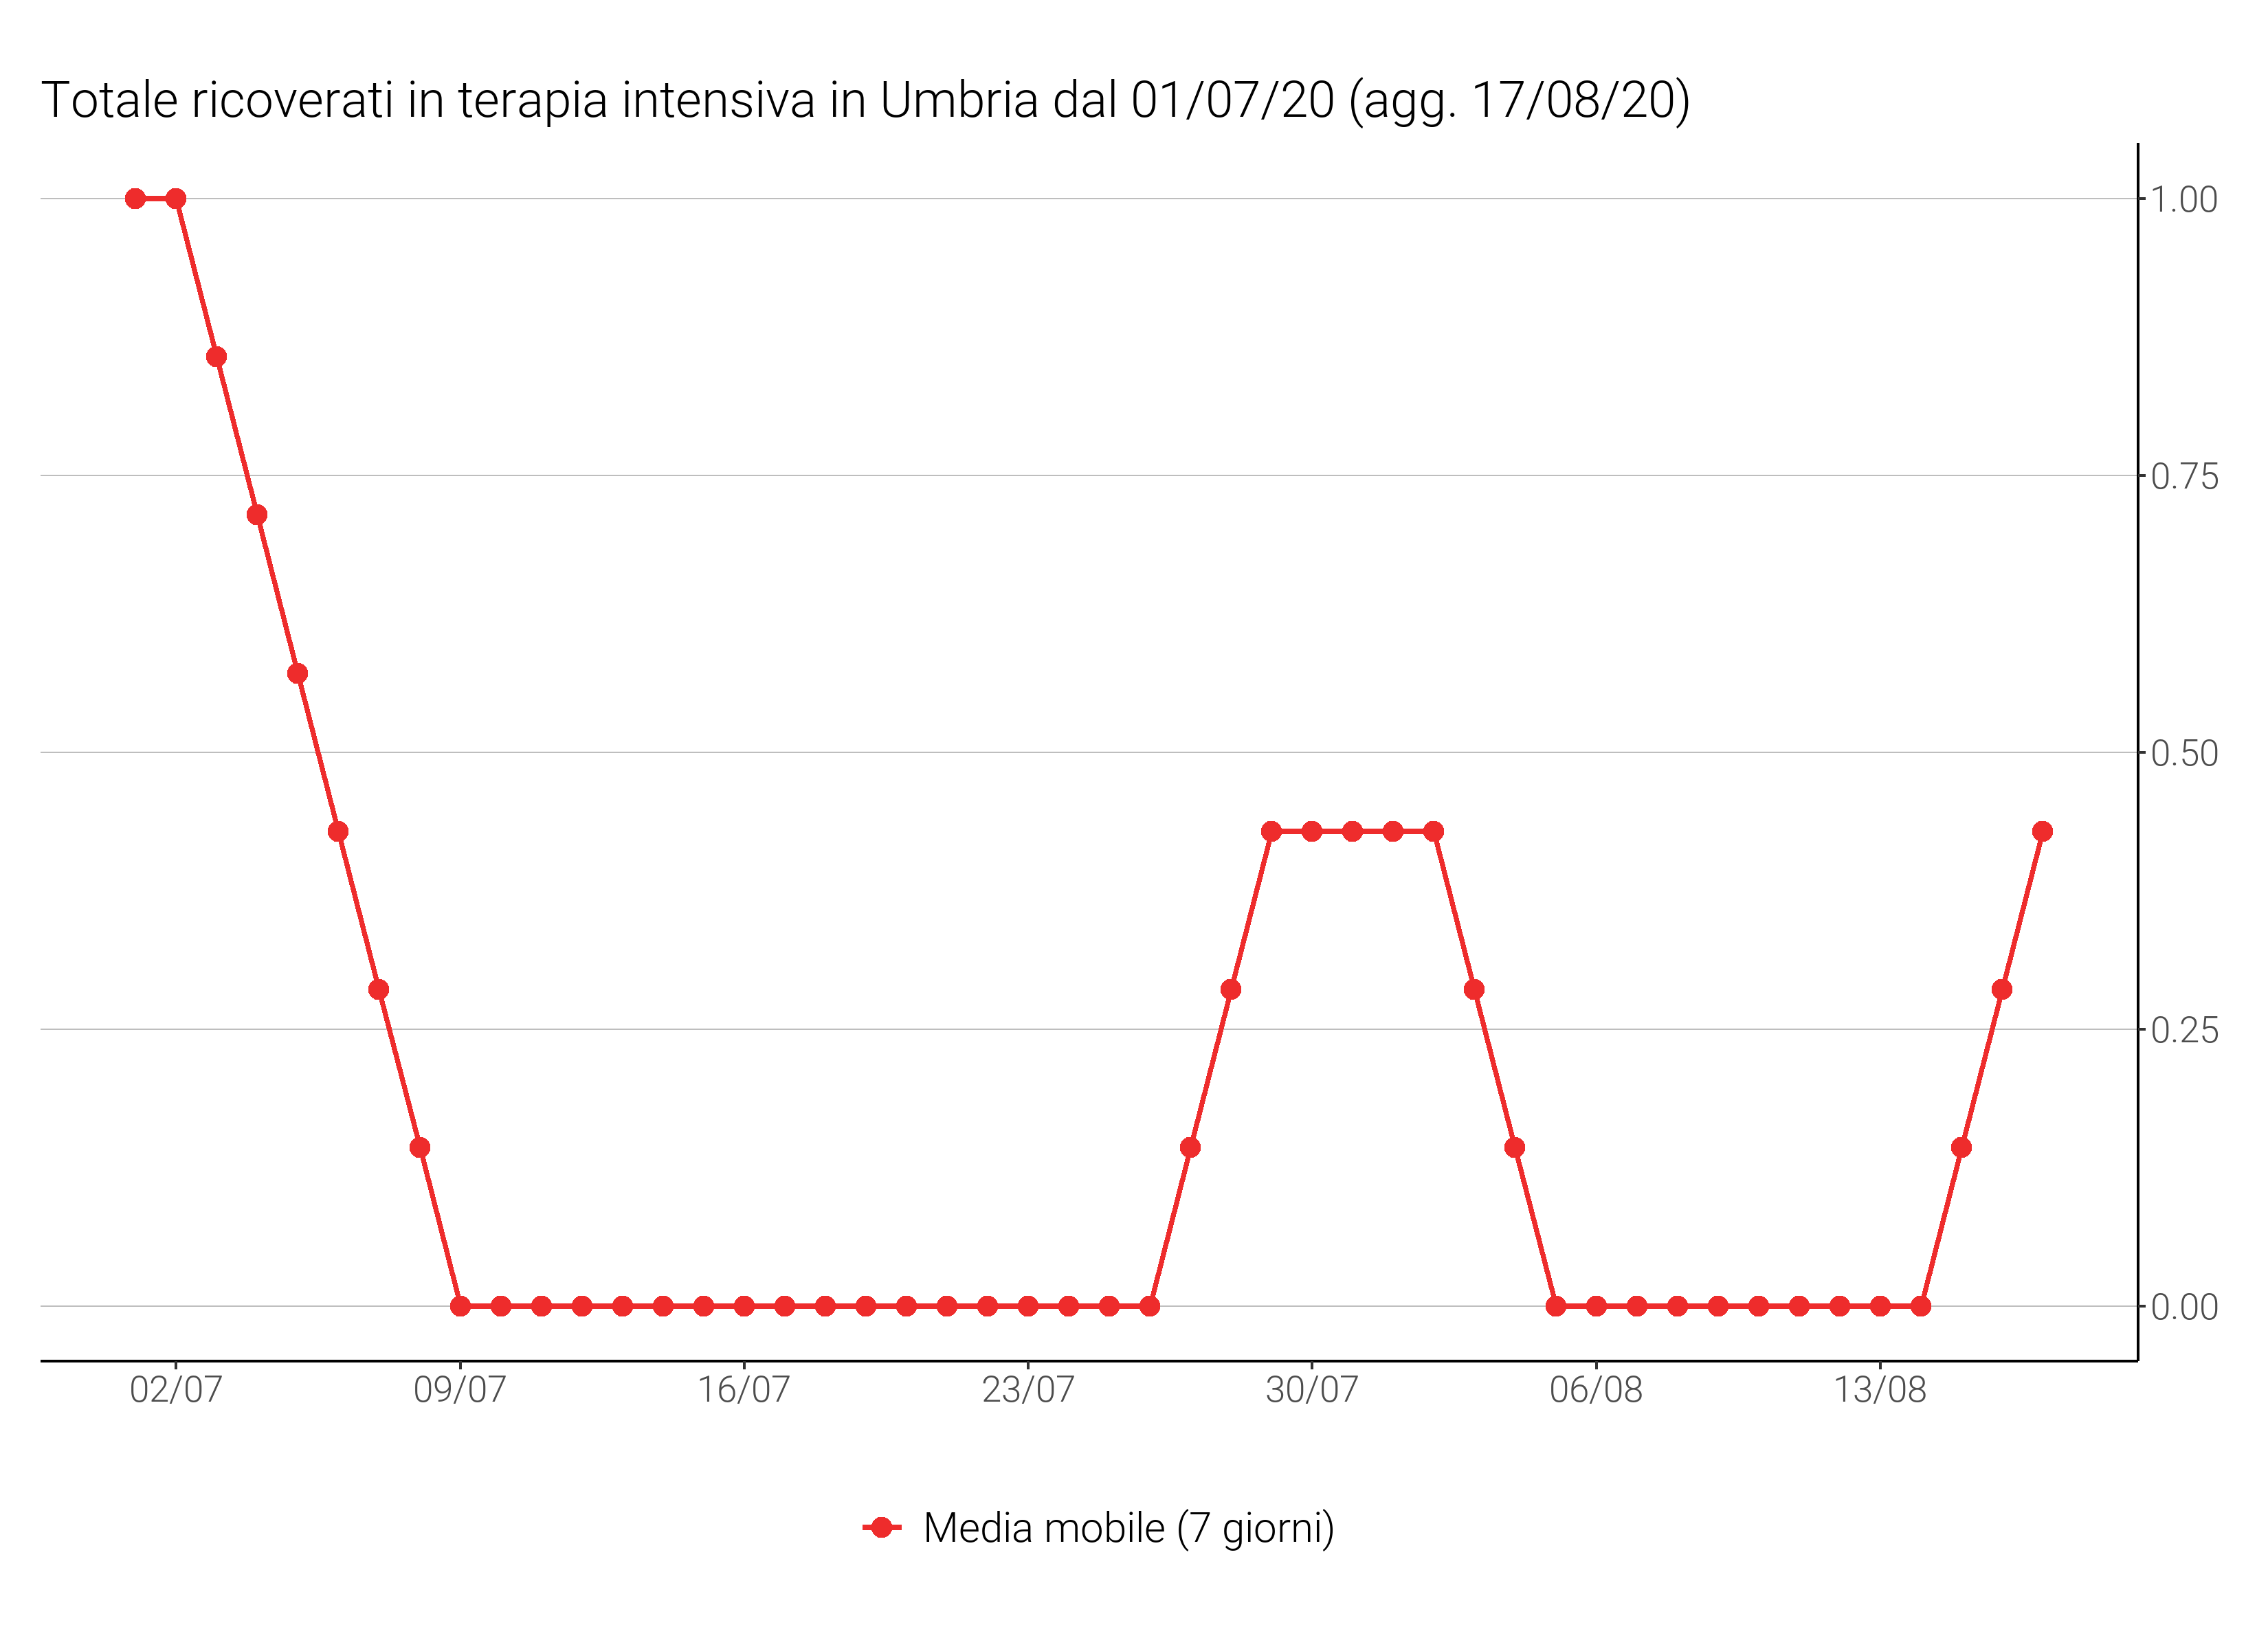 Totale ricoverati in terapia intensiva in Umbria dal 01/07/20 (agg. 17/08/20)
1.00
0.75
0.50
0.25
0.00
02/07 09/07 16/07 23/07 30/07 06/08 13/08
Media mobile (7 giorni)